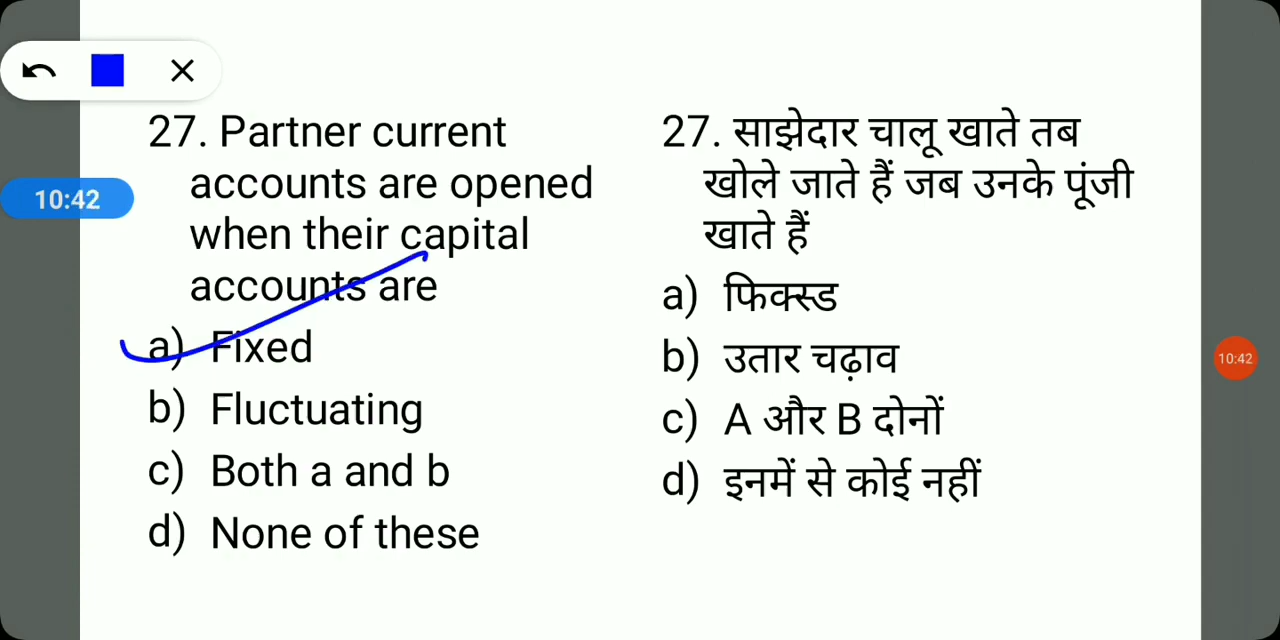 27. Partner current
accounts are opened
when their capital
accounts are
a) Fixed
b) Fluctuating
c) Both a and b
d) None of these
27. साझेदार चालू खाते तब
खोले जाते हैं जब उनके पूंजी
खाते हैं
a) फिक्स्ड
b) उतार चढ़ाव
c) A और B दोनों
d) इनमें से कोई नहीं
10:42
10:42